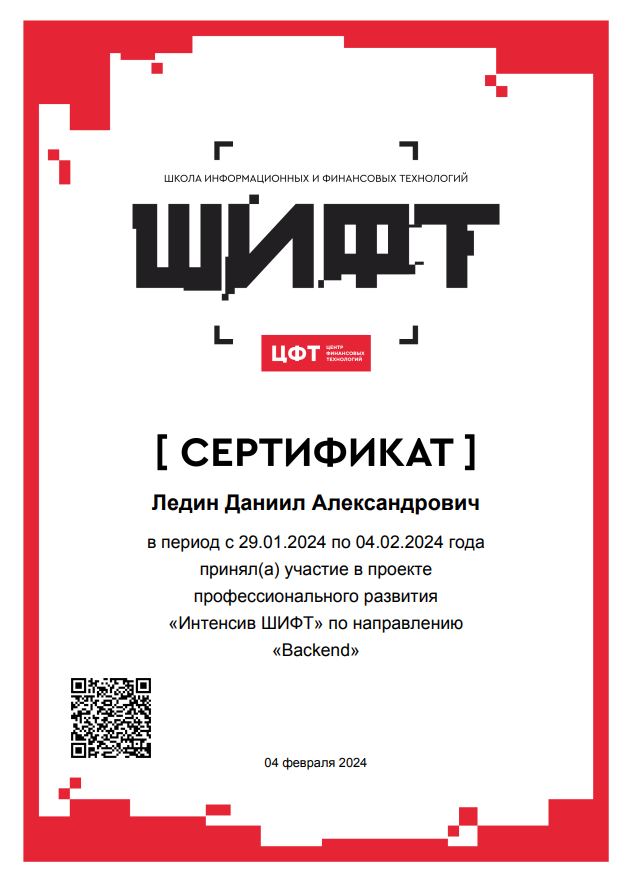 ШКОЛА ИНФОРМАЦИОННЫХ И ФИНАНСОВЫХ ТЕХНОЛОГИЙ
ШИФТ
ЦФТ
ЦЕНТР
ФИНАНСОВЫХ
ТЕХНОЛОГИЙ
[ СЕРТИФИКАТ ]
Ледин Даниил Александрович
в период с 29.01.2024 по 04.02.2024 года
принял(а) участие в проекте
профессионального развития
«Интенсив ШИФТ» по направлению
«Backend»
04 февраля 2024